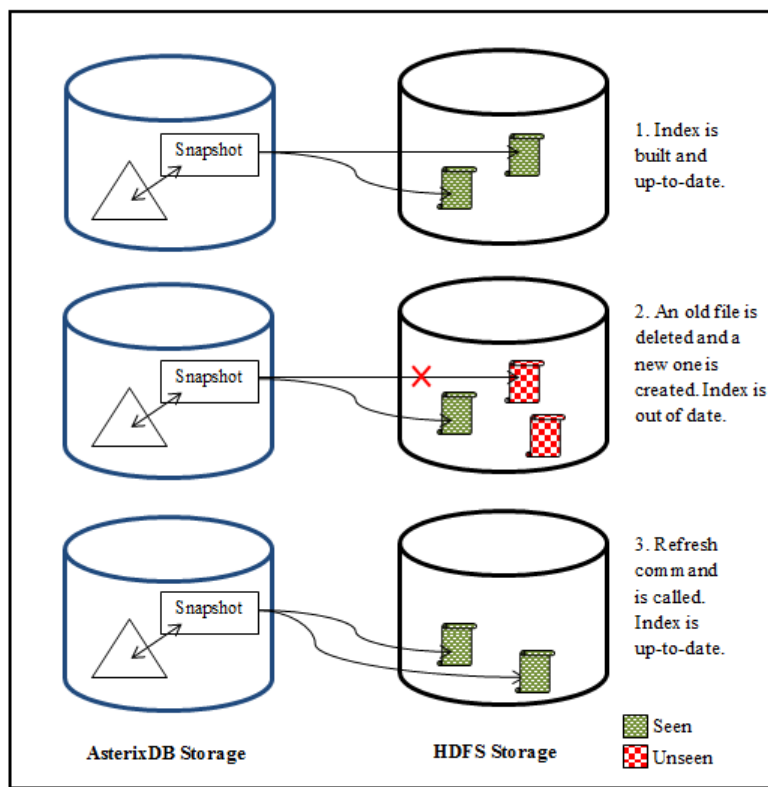 Snapshot
1. Index is
built and
up-to-date.
Snapshot
2. An old file is
deleted and a
new one is
created. Index is
out of date.
Snapshot
3. Refresh
command
is called.
Index is
up-to-date.
Seen
Unseen
AsterixDB Storage
HDFS Storage